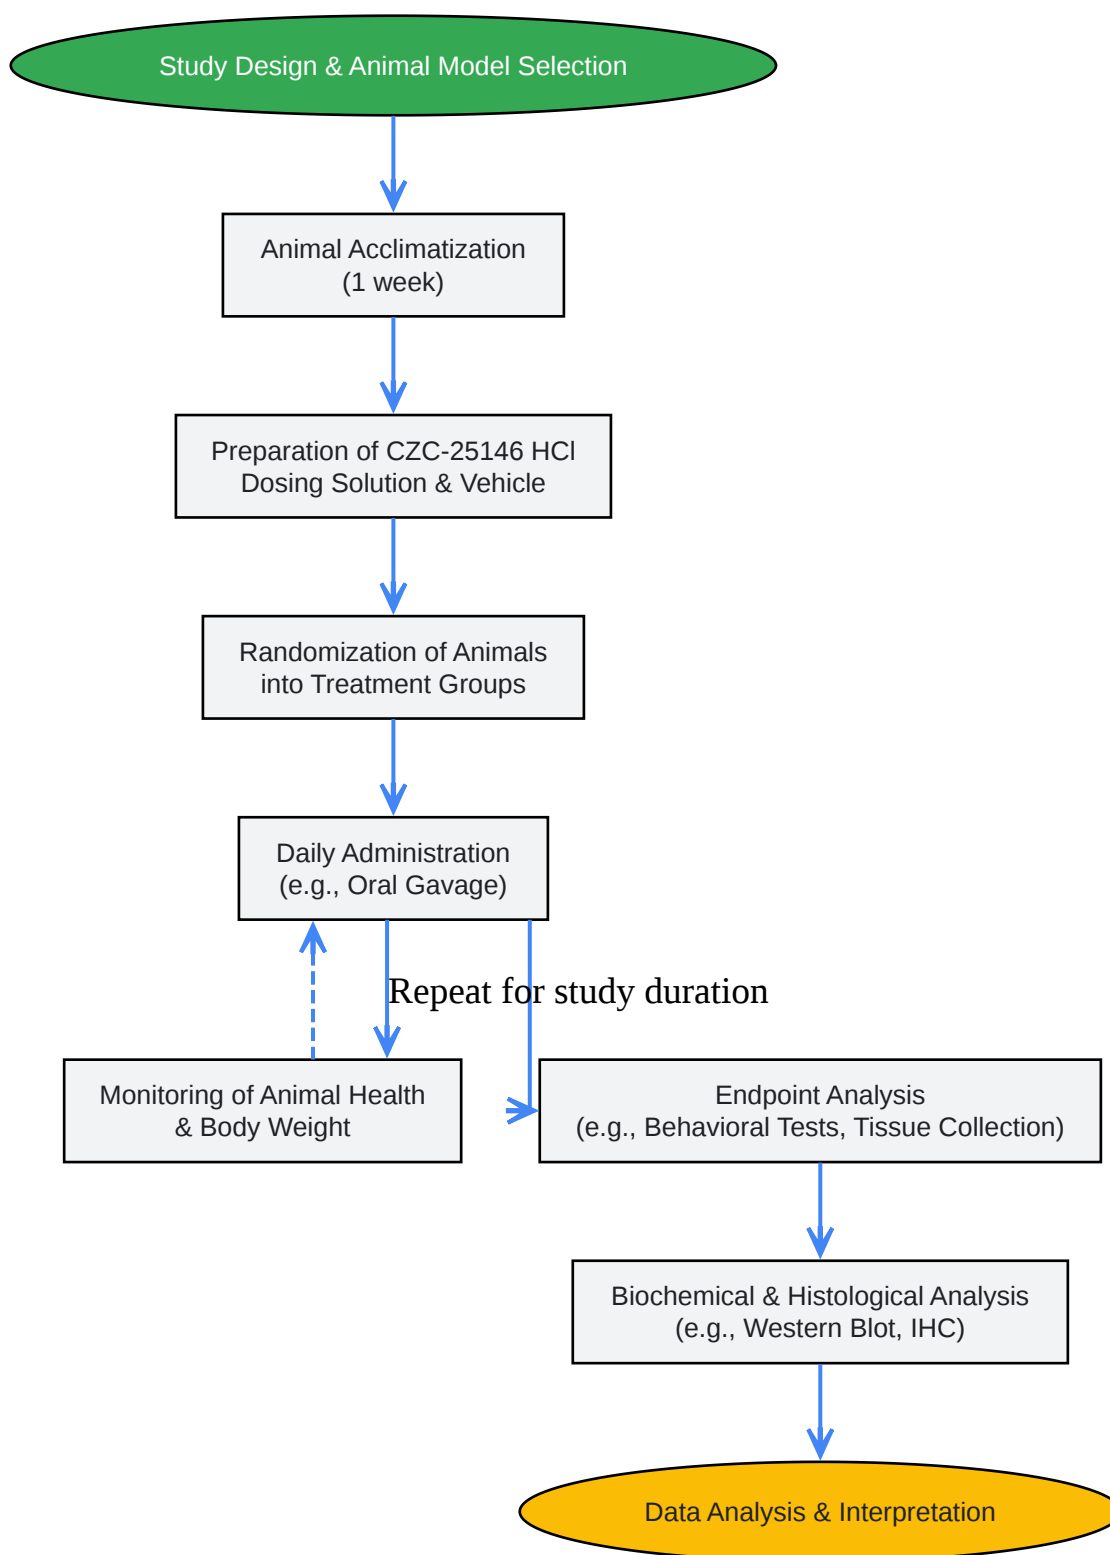 Study Design & Animal Model Selection
Animal Acclimatization
(1 week)
Preparation of CZC-25146 HCl
Dosing Solution & Vehicle
Randomization of Animals
into Treatment Groups
Daily Administration
(e.g., Oral Gavage)
Repeat for study duration
Monitoring of Animal Health
& Body Weight
Endpoint Analysis
(e.g., Behavioral Tests, Tissue Collection)
Biochemical & Histological Analysis
(e.g., Western Blot, IHC)
Data Analysis & Interpretation